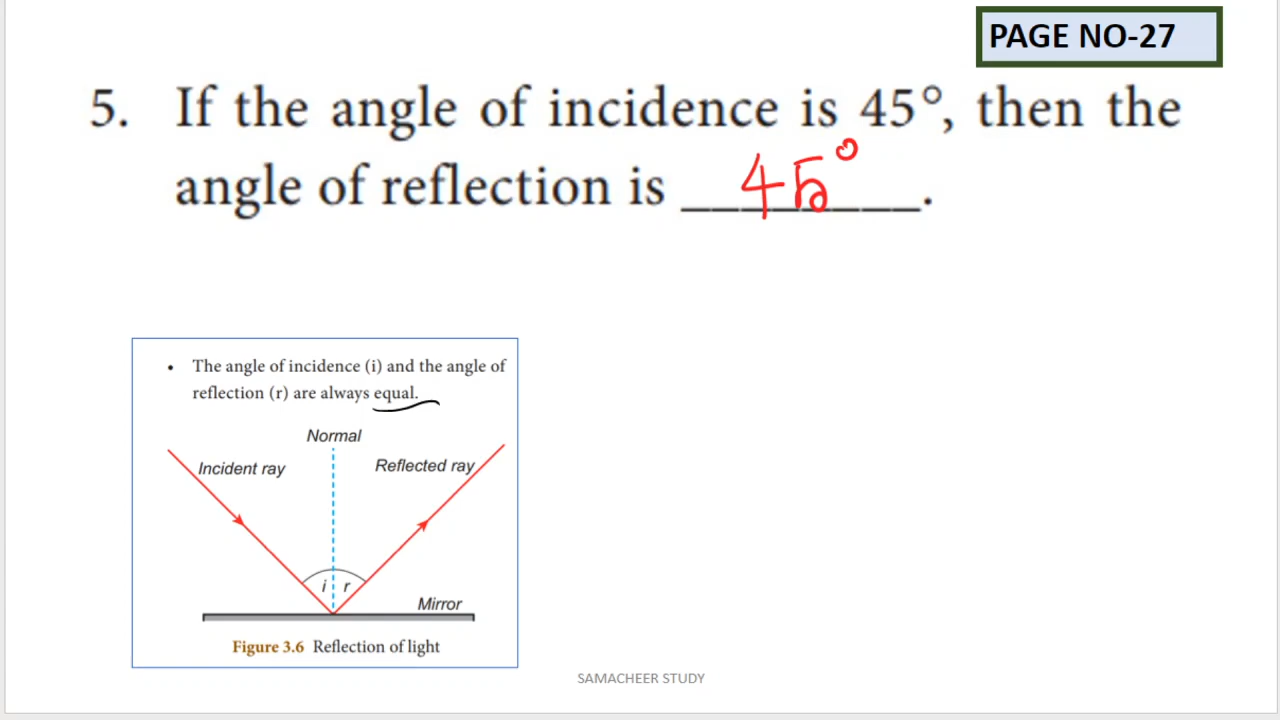 PAGE NO-27
5. If the angle of incidence is 45°, then the
angle of reflection is 45°.
• The angle of incidence (i) and the angle of
reflection (r) are always equal.
Normal
Incident ray
Reflected ray
i r
Mirror
Figure 3.6 Reflection of light
SAMACHEER STUDY